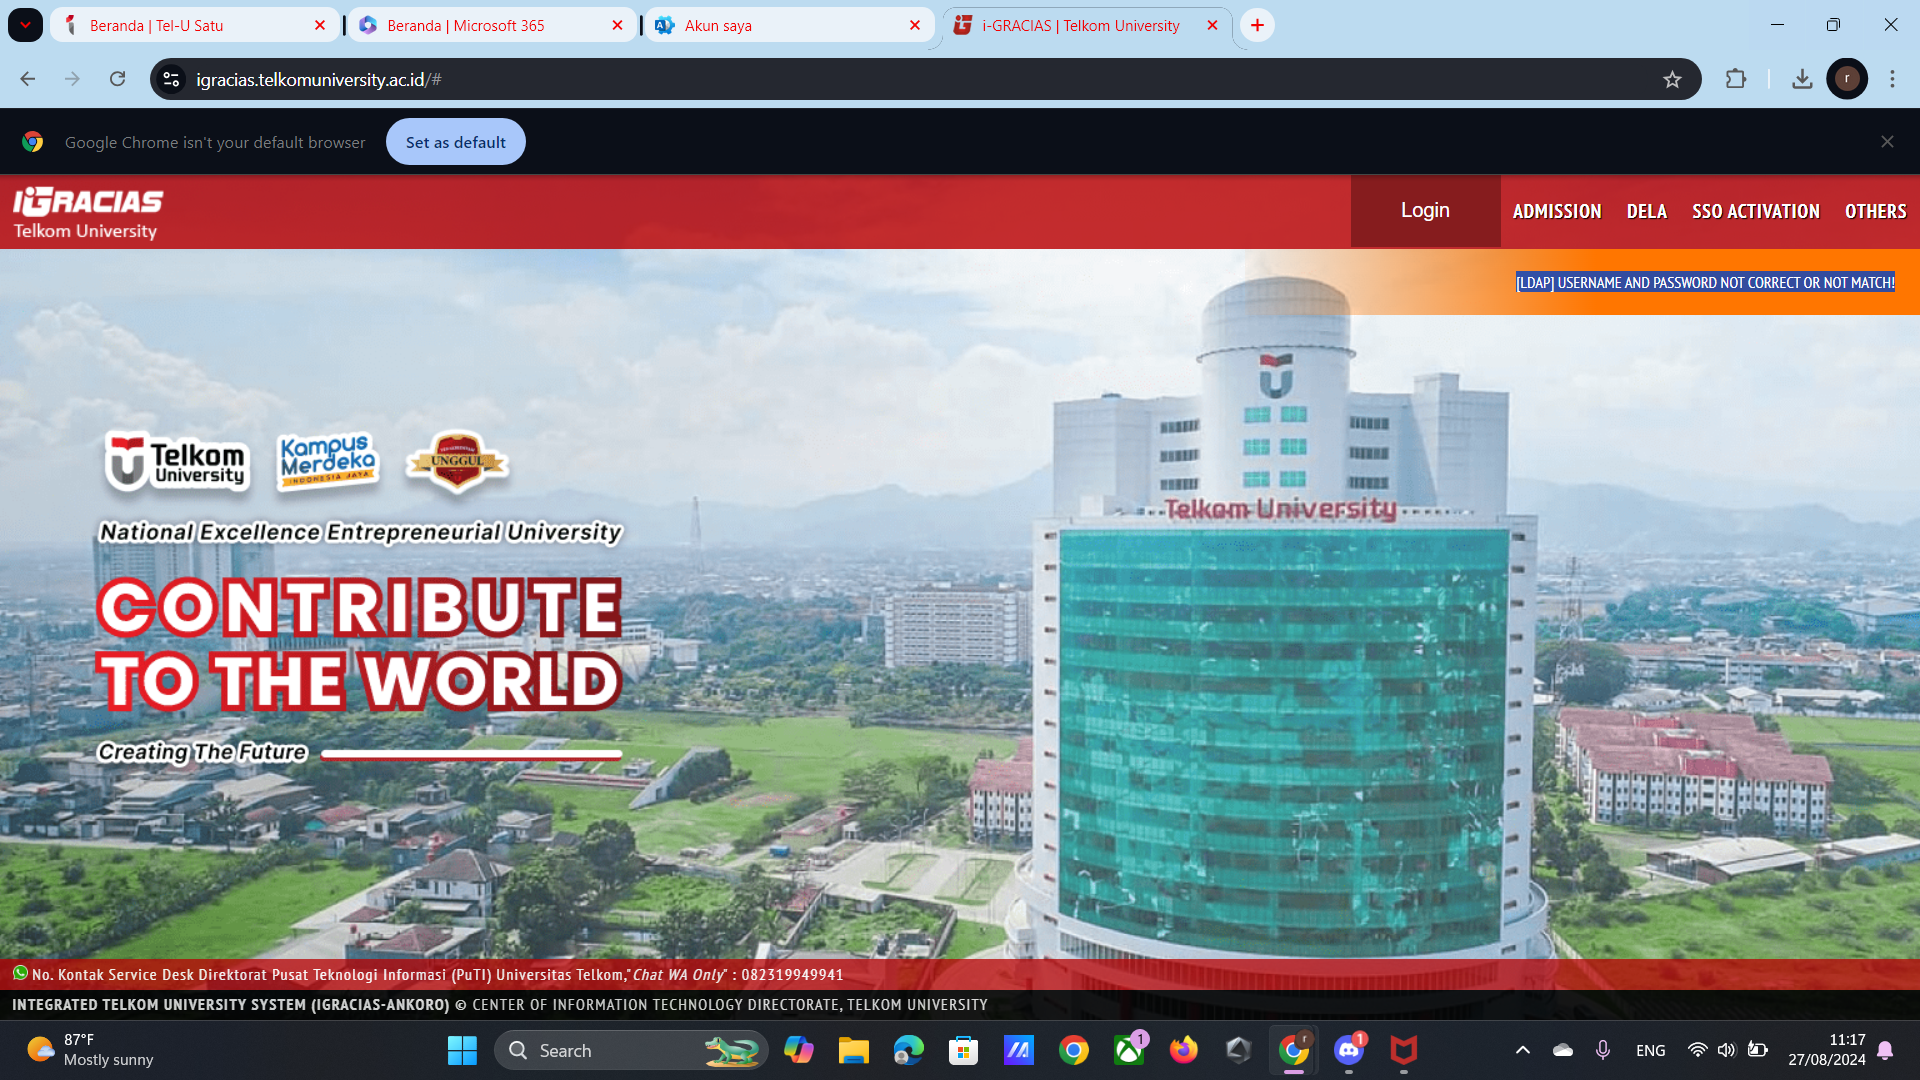 Beranda | Tel-U Satu
Beranda | Microsoft 365
Akun saya
i-GRACIAS | Telkom University
igracias.telkomuniversity.ac.id/#
r
Google Chrome isn't your default browser
Set as default
iGRACIAS
Telkom University
Login
ADMISSION
DELA
SSO ACTIVATION
OTHERS
[LDAP] USERNAME AND PASSWORD NOT CORRECT OR NOT MATCH!
Telkom University
Telkom
University
Kampus
Merdeka
INDONESIA JAYA
UNGGUL
National Excellence Entrepreneurial University
CONTRIBUTE
TO THE WORLD
Creating The Future
No. Kontak Service Desk Direktorat Pusat Teknologi Informasi (PuTI) Universitas Telkom,"Chat WA Only" : 082319949941
INTEGRATED TELKOM UNIVERSITY SYSTEM (IGRACIAS-ANKORO) © CENTER OF INFORMATION TECHNOLOGY DIRECTORATE, TELKOM UNIVERSITY
87°F
Mostly sunny
Search
1
r
1
ENG
11:17
27/08/2024